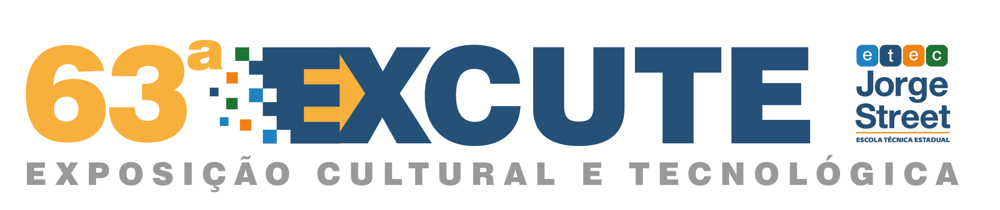 63ª EXCUTE
etec
Jorge
Street
ESCOLA TÉCNICA ESTADUAL
EXPOSIÇÃO CULTURAL E TECNOLÓGICA